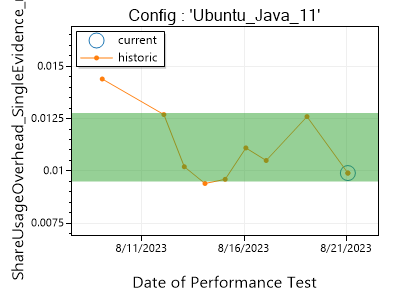 Config : 'Ubuntu_Java_11'
current
historic
ShareUsageOverhead_SingleEvidence_
0.015
0.0125
0.01
0.0075
8/11/2023
8/16/2023
8/21/2023
Date of Performance Test